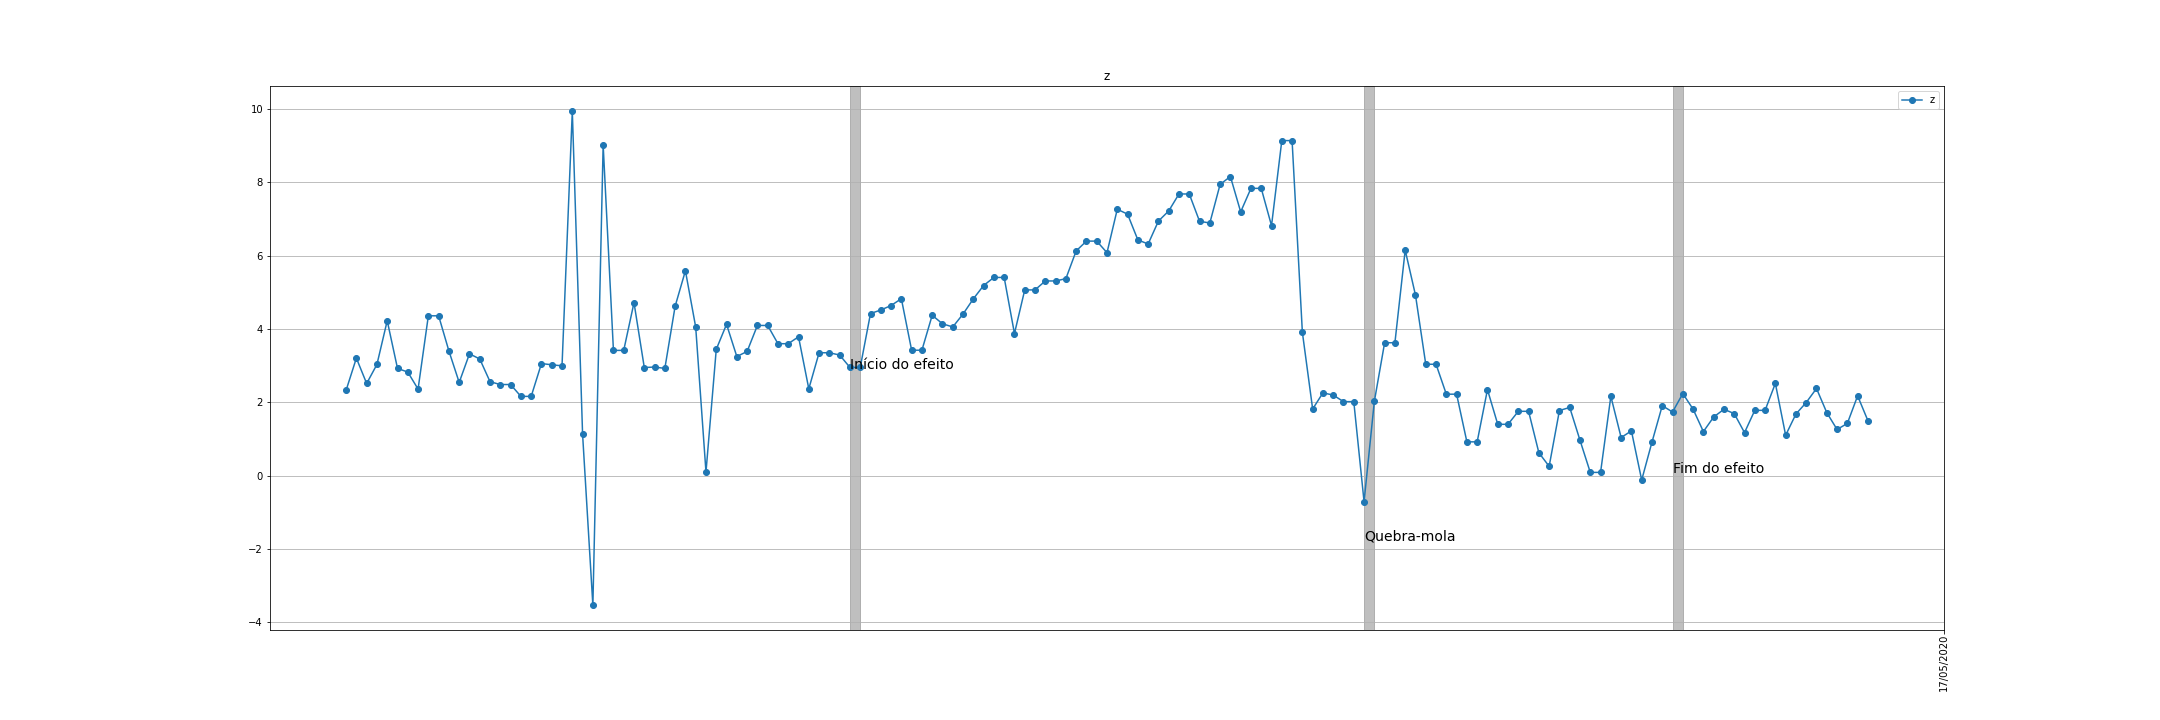 z
z
10
8
6
4
2
0
−2
−4
Início do efeito
Fim do efeito
Quebra-mola
17/05/2020